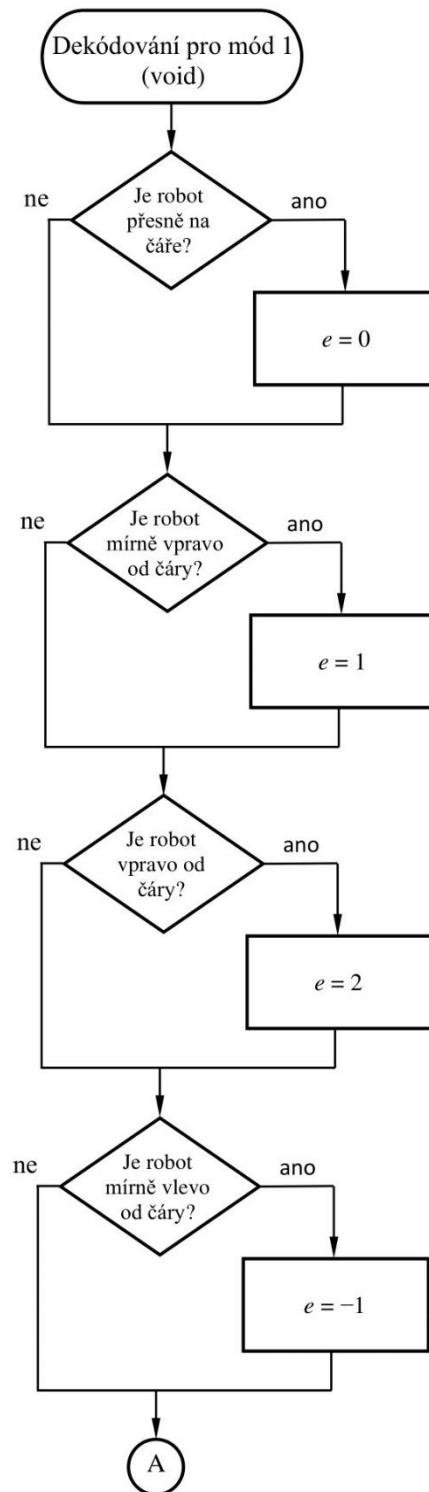 Dekódování pro mód 1
(void)
ne
Je robot
přesně na
čáře?
ano
e = 0
ne
Je robot
mírně vpravo
od čáry?
ano
e = 1
ne
Je robot
vpravo od
čáry?
ano
e = 2
ne
Je robot
mírně vlevo
od čáry?
ano
e = −1
A